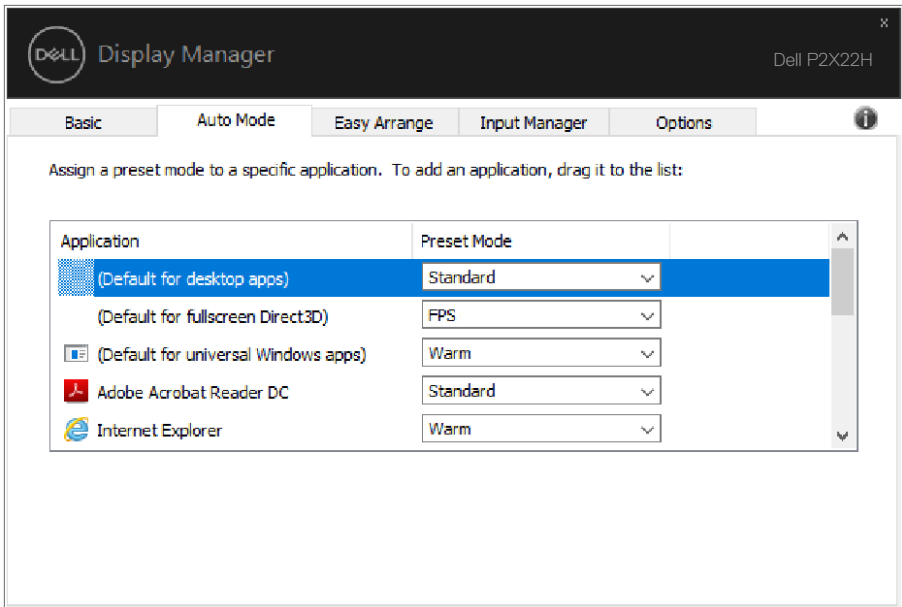 x
DELL Display Manager
Dell P2X22H
Basic Auto Mode Easy Arrange Input Manager Options
Assign a preset mode to a specific application. To add an application, drag it to the list:
Application Preset Mode
(Default for desktop apps) Standard
(Default for fullscreen Direct3D) FPS
(Default for universal Windows apps) Warm
Adobe Acrobat Reader DC Standard
Internet Explorer Warm